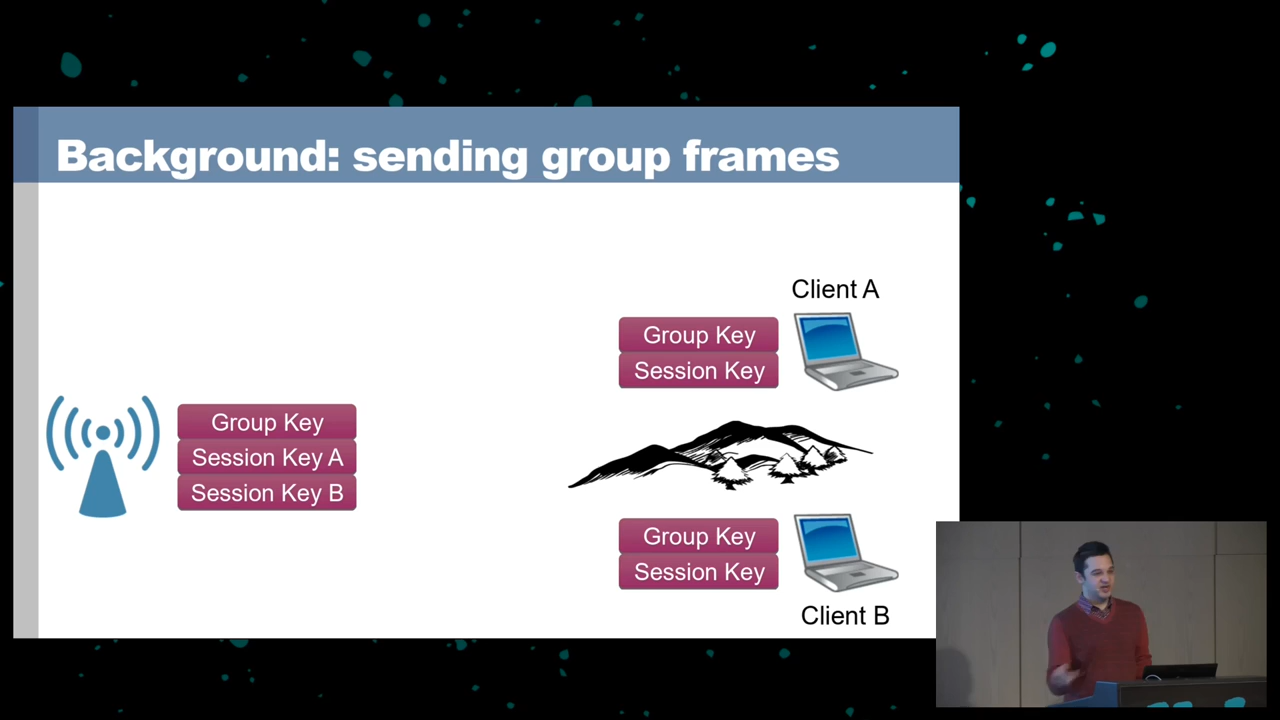 Background: sending group frames
Client A
Group Key
Session Key
Group Key
Session Key A
Session Key B
Group Key
Session Key
Client B